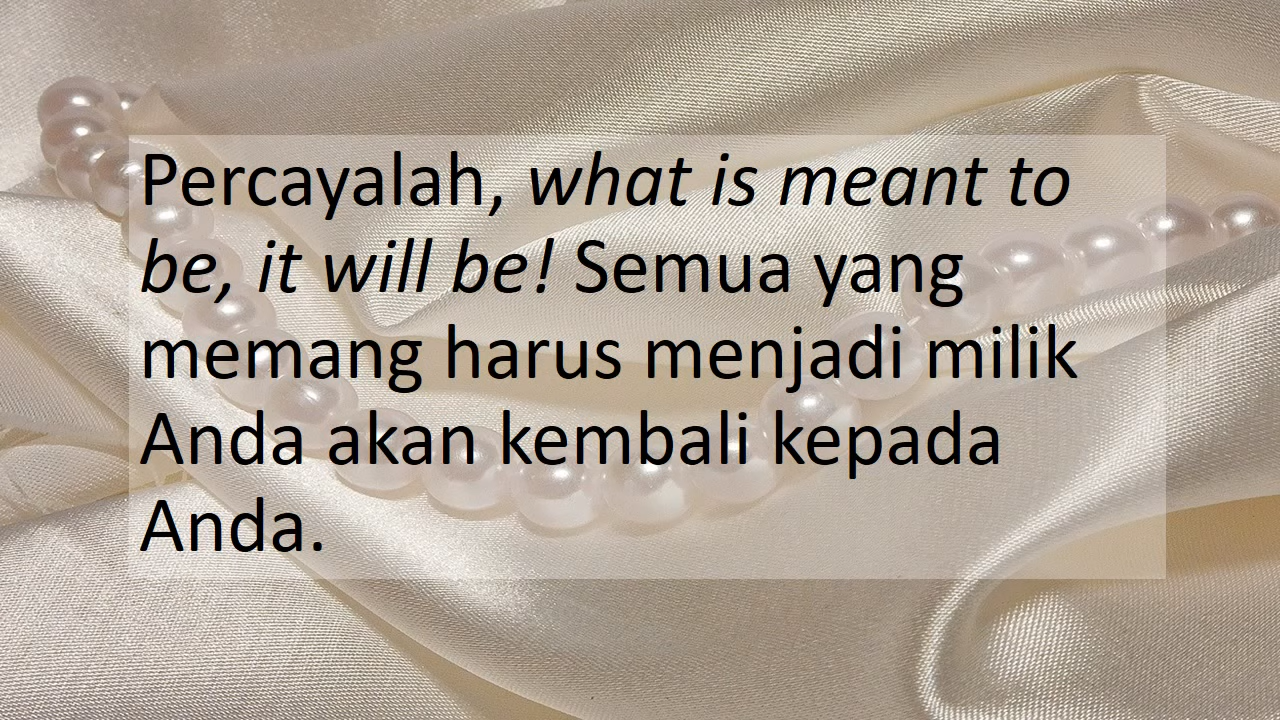 Percayalah, what is meant to
be, it will be! Semua yang
memang harus menjadi milik
Anda akan kembali kepada
Anda.